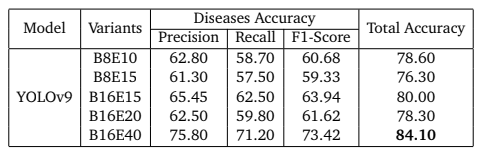 Model Variants Diseases Accuracy Total Accuracy
Precision Recall F1-Score
YOLOv9
B8E10 62.80 58.70 60.68 78.60
B8E15 61.30 57.50 59.33 76.30
B16E15 65.45 62.50 63.94 80.00
B16E20 62.50 59.80 61.62 78.30
B16E40 75.80 71.20 73.42 84.10